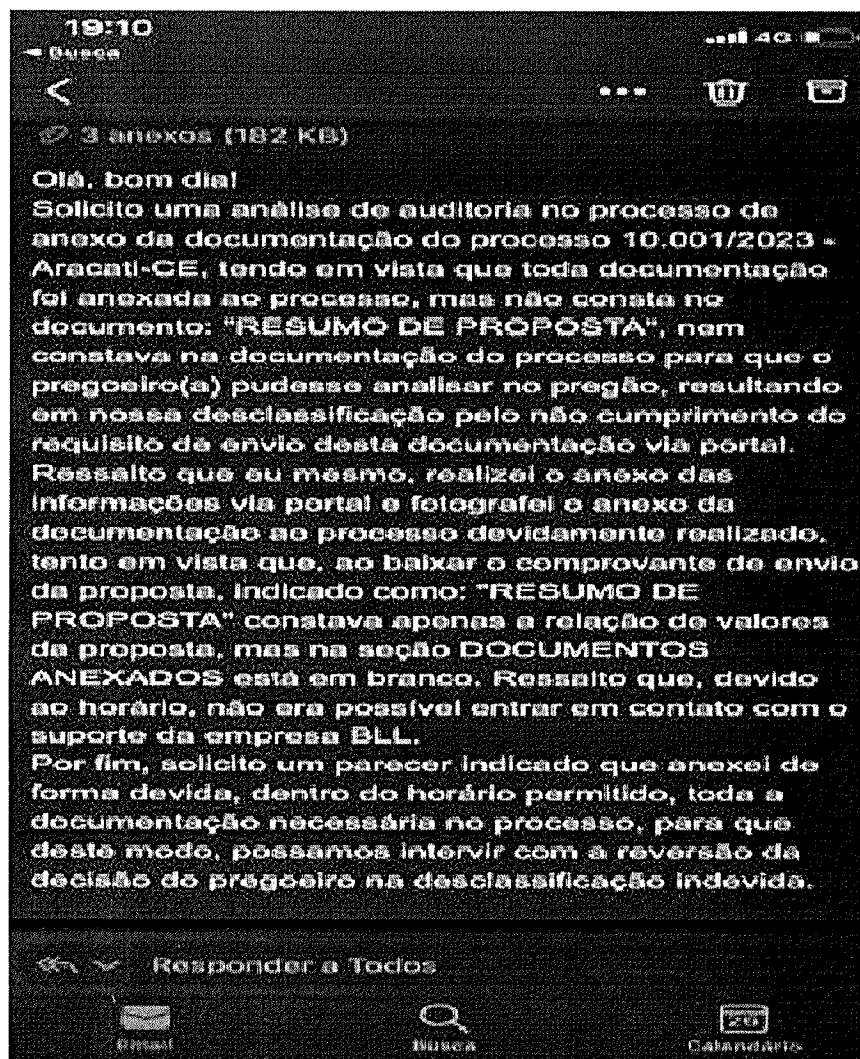 19:10
4G
Busca
3 anexos (182 KB)
Olá, bom dia!
Solicito uma análise de auditoria no processo de
anexo da documentação do processo 10.001/2023 -
Aracati-CE, tendo em vista que toda documentação
foi anexada ao processo, mas não consta no
documento: "RESUMO DE PROPOSTA", nem
constava na documentação do processo para que o
pregoeiro(a) pudesse analisar no pregão, resultando
em nossa desclassificação pelo não cumprimento do
requisito de envio desta documentação via portal.
Ressalto que eu mesmo, realizei o anexo das
informações via portal e fotografei o anexo da
documentação ao processo devidamente realizado,
tento em vista que, ao baixar o comprovante de envio
da proposta, indicado como: "RESUMO DE
PROPOSTA" constava apenas a relação de valores
da proposta, mas na seção DOCUMENTOS
ANEXADOS está em branco. Ressalto que, devido
ao horário, não era possível entrar em contato com o
suporte da empresa BLL.
Por fim, solicito um parecer indicado que anexei de
forma devida, dentro do horário permitido, toda a
documentação necessária no processo, para que
deste modo, possamos intervir com a reversão da
decisão do pregoeiro na desclassificação indevida.
Responder a Todos
Email
Busca
Calendário